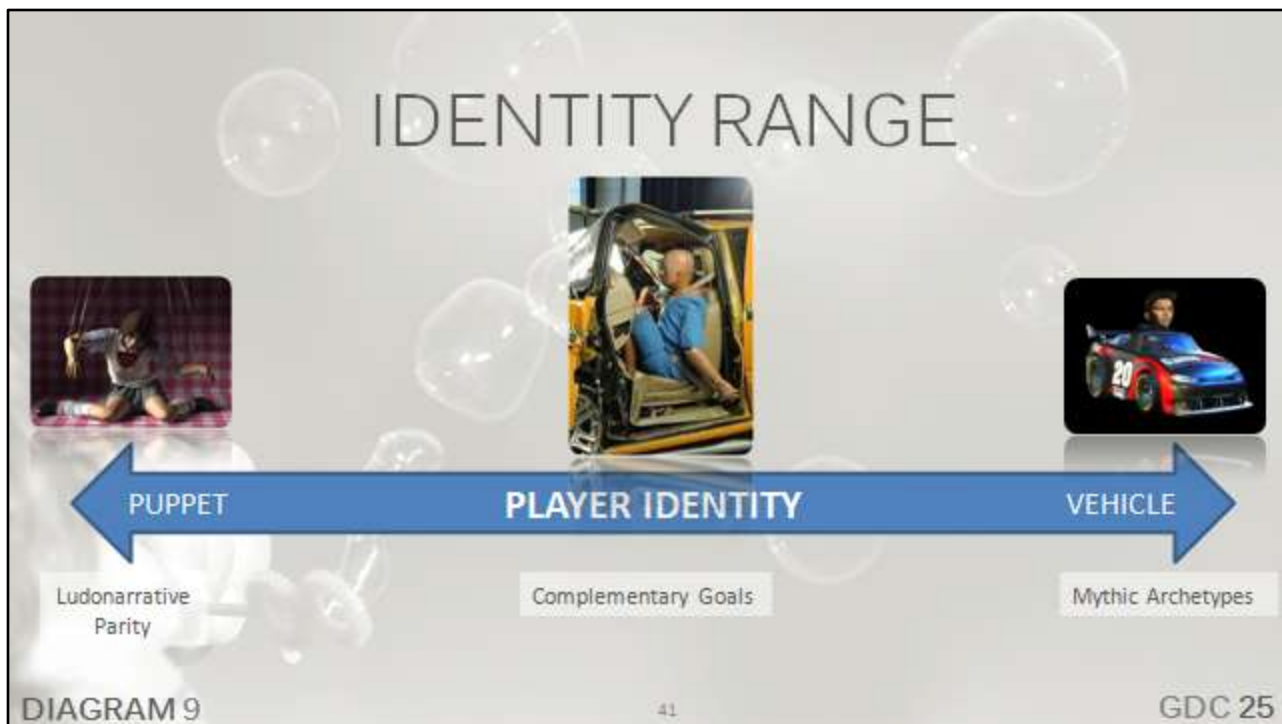 IDENTITY RANGE
20
PUPPET
PLAYER IDENTITY
VEHICLE
Ludonarrative
Parity
Complementary Goals
Mythic Archetypes
DIAGRAM 9
41
GDC 25